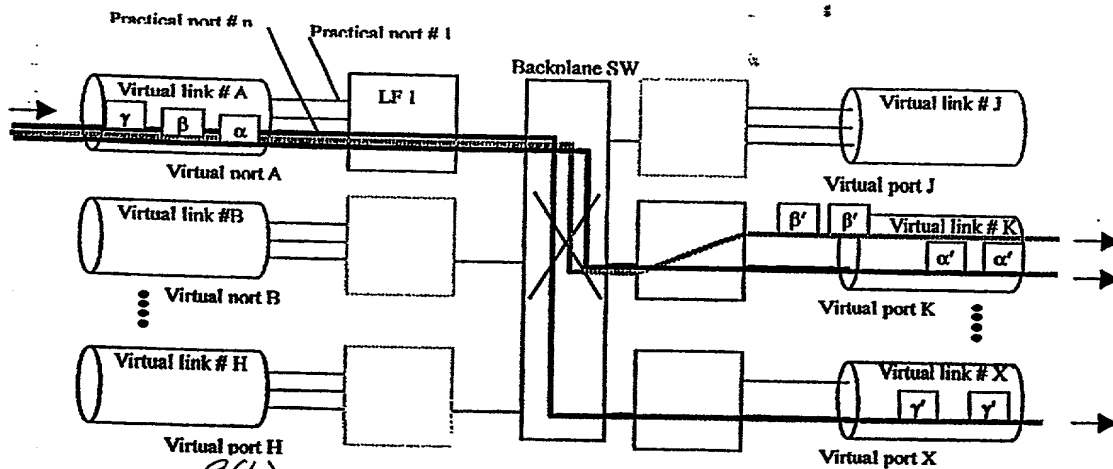 Practical port # n
Practical port # 1
Backplane SW
Virtual link # A
LF 1
Virtual link # J
γ
β
α
Virtual port A
Virtual port J
Virtual link #B
β′
β′
Virtual link # K
α′
α′
Virtual port B
Virtual port K
Virtual link # H
Virtual link # X
γ′
γ′
Virtual port H
Virtual port X